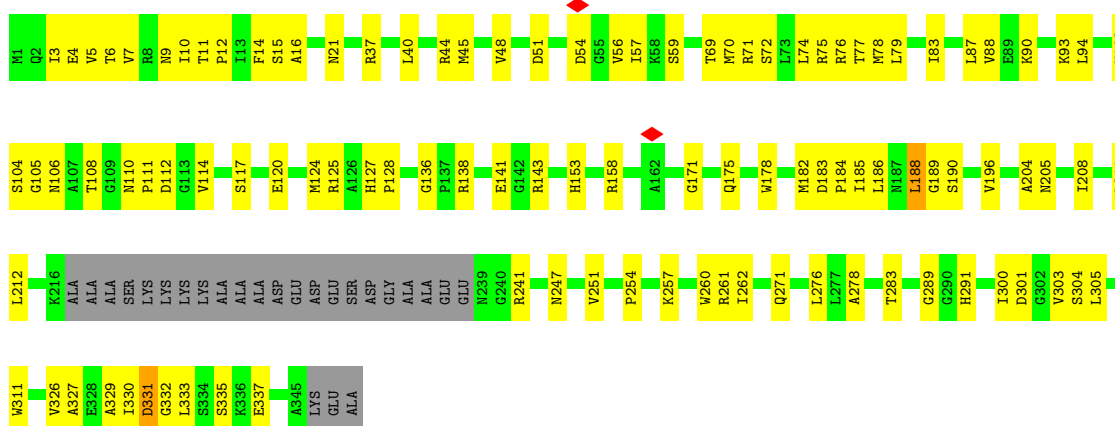 M1 Q2 I3 E4 V5 T6 V7 R8 N9 I10 T11 P12 I13 F14 S15 A16 N21 R37 L40 R44 M45 V48 D51 D54 G55 V56 I57 K58 S59 T69 M70 R71 S72 L73 L74 R75 R76 T77 M78 L79 I83 L87 V88 E89 K90 K93 L94
S104 G105 N106 A107 T108 G109 N110 P111 D112 G113 V114 S117 E120 M124 R125 A126 H127 P128 G136 P137 R138 E141 G142 R143 H153 R158 A162 G171 Q175 W178 M182 D183 P184 I185 L186 N187 L188 G189 S190 V196 A204 N205 I208
L212 K216 ALA ALA ALA SER LYS LYS LYS LYS ALA ALA ALA ASP GLU ASP GLU SER ASP GLY ALA ALA GLU GLU N239 G240 R241 N247 V251 P254 K257 W260 R261 I262 Q271 L276 L277 A278 T283 G289 G290 H291 I300 D301 G302 V303 S304 L305
W311 V326 A327 E328 A329 I330 D331 G332 L333 S334 S335 K336 E337 A345 LYS GLU ALA